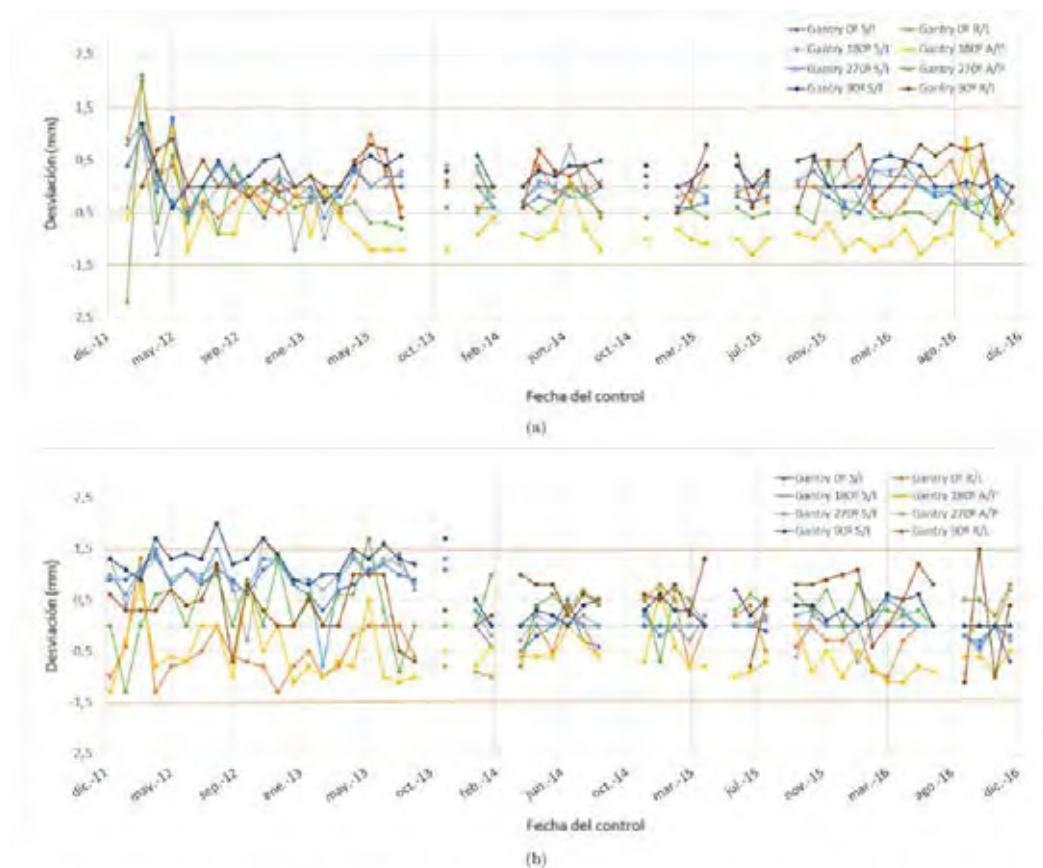 Gantry 0º S/I
Gantry 0º R/L
Gantry 180º S/I
Gantry 180º A/P
Gantry 270º S/I
Gantry 270º A/P
Gantry 90º S/I
Gantry 90º R/L
Desviación (mm)
2,5
1,5
0,5
-0,5
-1,5
-2,5
dic.-11
may.-12
sep.-12
ene.-13
may.-13
oct.-13
feb.-14
jun.-14
oct.-14
mar.-15
jul.-15
nov.-15
mar.-16
ago.-16
dic.-16
Fecha del control
(a)
Gantry 0º S/I
Gantry 0º R/L
Gantry 180º S/I
Gantry 180º A/P
Gantry 270º S/I
Gantry 270º A/P
Gantry 90º S/I
Gantry 90º R/L
Desviación (mm)
2,5
1,5
0,5
-0,5
-1,5
-2,5
dic.-11
may.-12
sep.-12
ene.-13
may.-13
oct.-13
feb.-14
jun.-14
oct.-14
mar.-15
jul.-15
nov.-15
mar.-16
ago.-16
dic.-16
Fecha del control
(b)